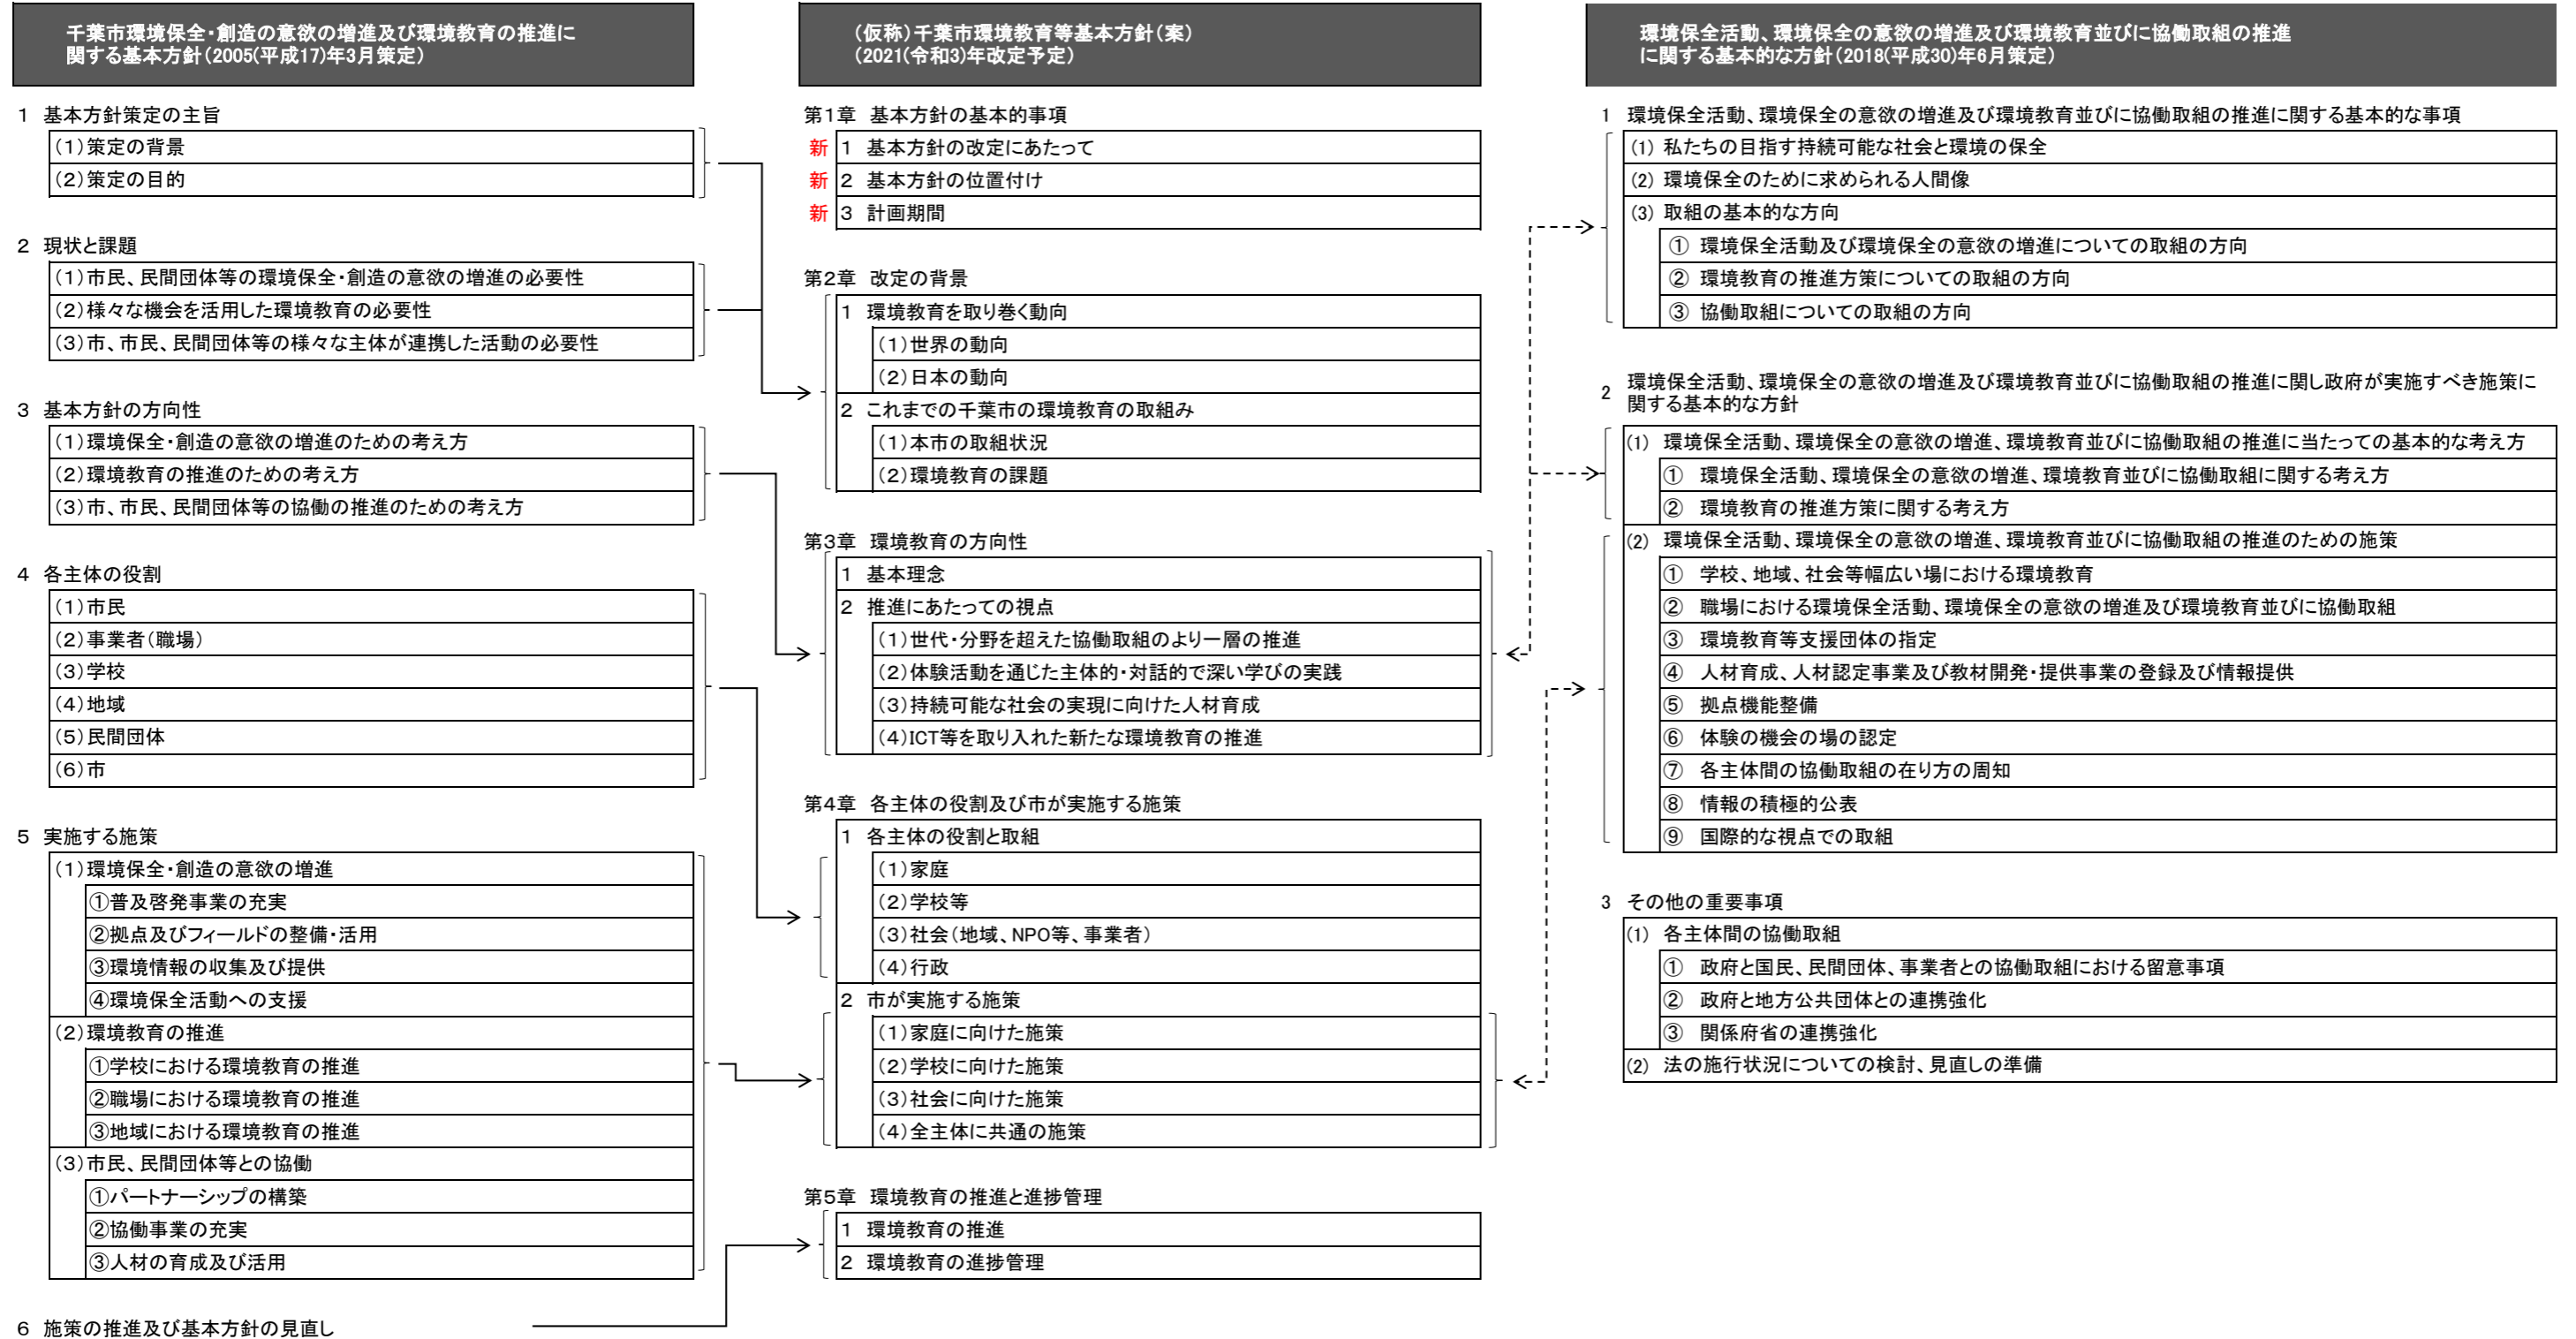 千葉市環境保全・創造の意欲の増進及び環境教育の推進に
関する基本方針（2005(平成17)年3月策定）
1 基本方針策定の主旨
（1）策定の背景
（2）策定の目的
2 現状と課題
（1）市民、民間団体等の環境保全・創造の意欲の増進の必要性
（2）様々な機会を活用した環境教育の必要性
（3）市、市民、民間団体等の様々な主体が連携した活動の必要性
3 基本方針の方向性
（1）環境保全・創造の意欲の増進のための考え方
（2）環境教育の推進のための考え方
（3）市、市民、民間団体等の協働の推進のための考え方
4 各主体の役割
（1）市民
（2）事業者（職場）
（3）学校
（4）地域
（5）民間団体
（6）市
5 実施する施策
（1）環境保全・創造の意欲の増進
①普及啓発事業の充実
②拠点及びフィールドの整備・活用
③環境情報の収集及び提供
④環境保全活動への支援
（2）環境教育の推進
①学校における環境教育の推進
②職場における環境教育の推進
③地域における環境教育の推進
（3）市民、民間団体等との協働
①パートナーシップの構築
②協働事業の充実
③人材の育成及び活用
6 施策の推進及び基本方針の見直し
（仮称）千葉市環境教育等基本方針（案）
（2021(令和3)年改定予定）
第1章 基本方針の基本的事項
新 1 基本方針の改定にあたって
新 2 基本方針の位置付け
新 3 計画期間
第2章 改定の背景
1 環境教育を取り巻く動向
（1）世界の動向
（2）日本の動向
2 これまでの千葉市の環境教育の取組み
（1）本市の取組状況
（2）環境教育の課題
第3章 環境教育の方向性
1 基本理念
2 推進にあたっての視点
（1）世代・分野を超えた協働取組のより一層の推進
（2）体験活動を通じた主体的・対話的で深い学びの実践
（3）持続可能な社会の実現に向けた人材育成
（4）ICT等を取り入れた新たな環境教育の推進
第4章 各主体の役割及び市が実施する施策
1 各主体の役割と取組
（1）家庭
（2）学校等
（3）社会（地域、NPO等、事業者）
（4）行政
2 市が実施する施策
（1）家庭に向けた施策
（2）学校に向けた施策
（3）社会に向けた施策
（4）全主体に共通の施策
第5章 環境教育の推進と進捗管理
1 環境教育の推進
2 環境教育の進捗管理
環境保全活動、環境保全の意欲の増進及び環境教育並びに協働取組の推進
に関する基本的な方針（2018(平成30)年6月策定）
1 環境保全活動、環境保全の意欲の増進及び環境教育並びに協働取組の推進に関する基本的な事項
(1) 私たちの目指す持続可能な社会と環境の保全
(2) 環境保全のために求められる人間像
(3) 取組の基本的な方向
① 環境保全活動及び環境保全の意欲の増進についての取組の方向
② 環境教育の推進方策についての取組の方向
③ 協働取組についての取組の方向
2 環境保全活動、環境保全の意欲の増進及び環境教育並びに協働取組の推進に関し政府が実施すべき施策に
関する基本的な方針
(1) 環境保全活動、環境保全の意欲の増進、環境教育並びに協働取組の推進に当たっての基本的な考え方
① 環境保全活動、環境保全の意欲の増進、環境教育並びに協働取組に関する考え方
② 環境教育の推進方策に関する考え方
(2) 環境保全活動、環境保全の意欲の増進、環境教育並びに協働取組の推進のための施策
① 学校、地域、社会等幅広い場における環境教育
② 職場における環境保全活動、環境保全の意欲の増進及び環境教育並びに協働取組
③ 環境教育等支援団体の指定
④ 人材育成、人材認定事業及び教材開発・提供事業の登録及び情報提供
⑤ 拠点機能整備
⑥ 体験の機会の場の認定
⑦ 各主体間の協働取組の在り方の周知
⑧ 情報の積極的公表
⑨ 国際的な視点での取組
3 その他の重要事項
(1) 各主体間の協働取組
① 政府と国民、民間団体、事業者との協働取組における留意事項
② 政府と地方公共団体との連携強化
③ 関係府省の連携強化
(2) 法の施行状況についての検討、見直しの準備